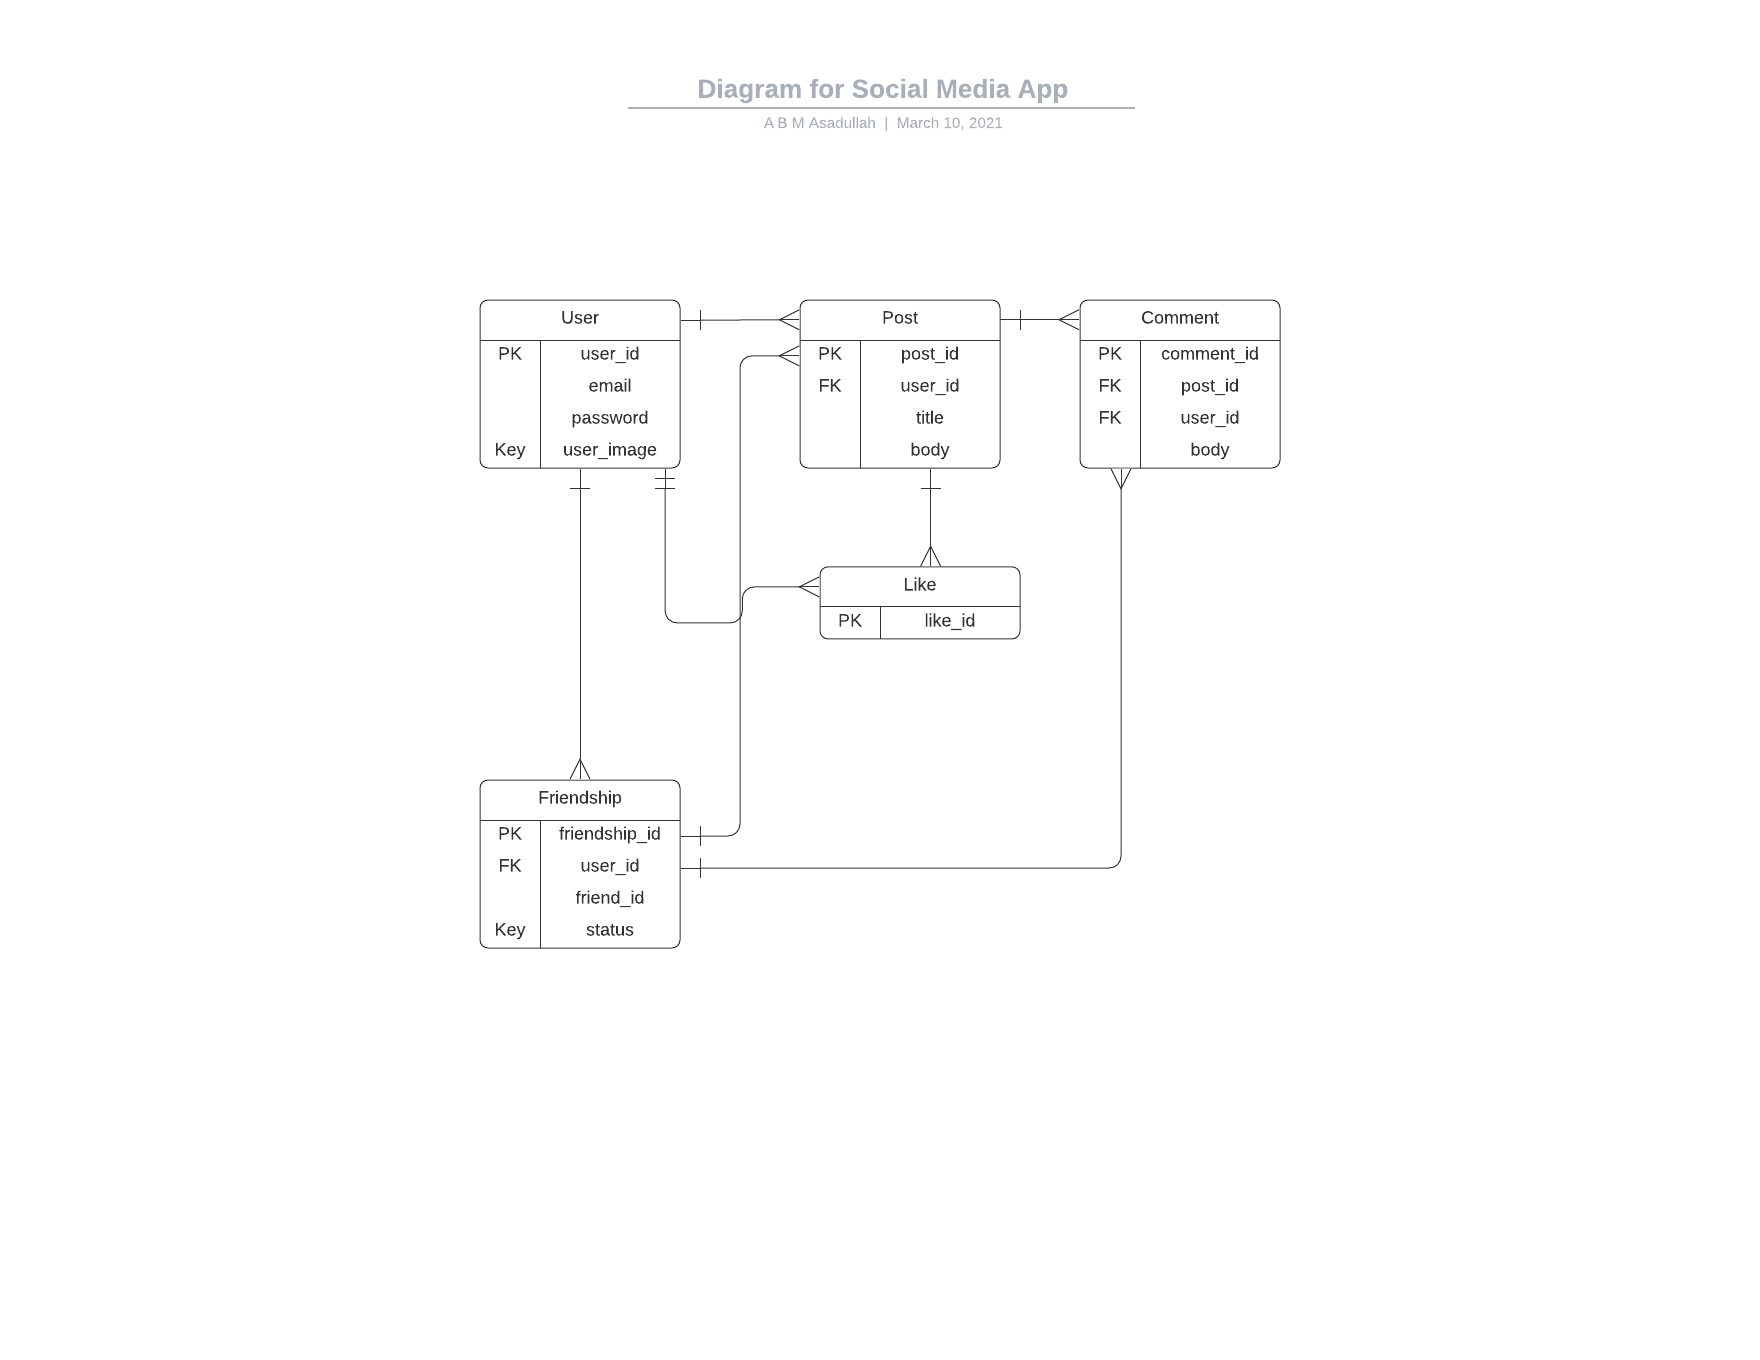 Diagram for Social Media App
A B M Asadullah | March 10, 2021
User
PK user_id
email
password
Key user_image
Post
PK post_id
FK user_id
title
body
Comment
PK comment_id
FK post_id
FK user_id
body
Like
PK like_id
Friendship
PK friendship_id
FK user_id
friend_id
Key status